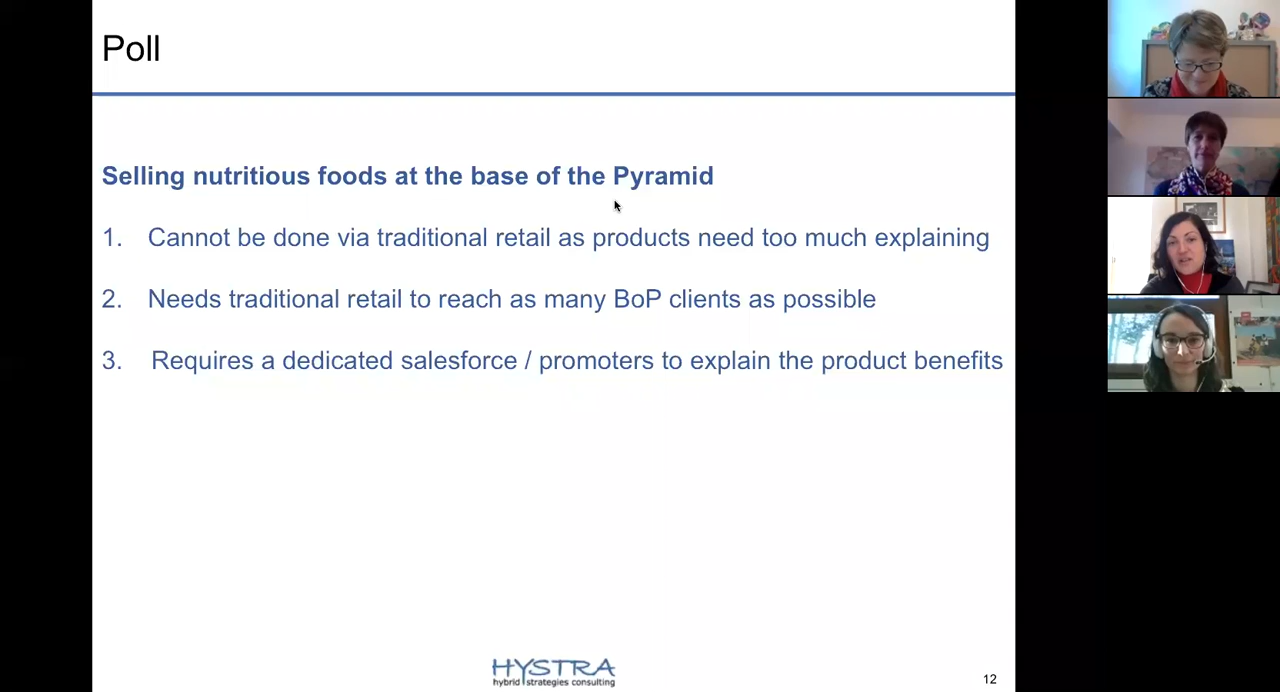 Poll
Selling nutritious foods at the base of the Pyramid
1. Cannot be done via traditional retail as products need too much explaining
2. Needs traditional retail to reach as many BoP clients as possible
3. Requires a dedicated salesforce / promoters to explain the product benefits
HYSTRA
hybrid strategies consulting
12